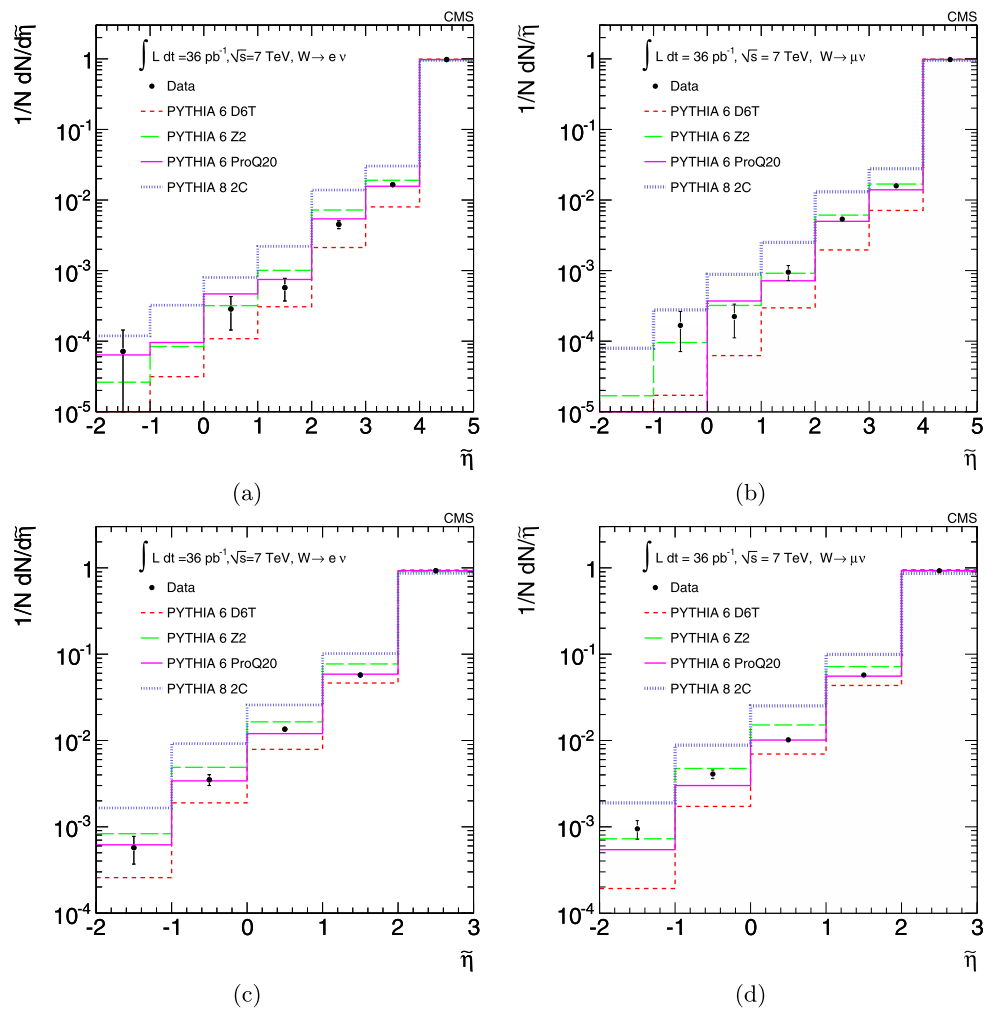 CMS
1/N dN/dη̃
∫ L dt =36 pb⁻¹,√s=7 TeV, W→ e ν
Data
PYTHIA 6 D6T
PYTHIA 6 Z2
PYTHIA 6 ProQ20
PYTHIA 8 2C
1
10⁻¹
10⁻²
10⁻³
10⁻⁴
10⁻⁵
-2 -1 0 1 2 3 4 5
η̃
(a)
CMS
1/N dN/η̃
∫ L dt = 36 pb⁻¹,√s = 7 TeV, W→ μν
Data
PYTHIA 6 D6T
PYTHIA 6 Z2
PYTHIA 6 ProQ20
PYTHIA 8 2C
1
10⁻¹
10⁻²
10⁻³
10⁻⁴
10⁻⁵
-2 -1 0 1 2 3 4 5
η̃
(b)
CMS
1/N dN/dη̃
∫ L dt =36 pb⁻¹,√s=7 TeV, W→ e ν
Data
PYTHIA 6 D6T
PYTHIA 6 Z2
PYTHIA 6 ProQ20
PYTHIA 8 2C
1
10⁻¹
10⁻²
10⁻³
10⁻⁴
-2 -1 0 1 2 3
η̃
(c)
CMS
1/N dN/η̃
∫ L dt = 36 pb⁻¹,√s = 7 TeV, W→ μν
Data
PYTHIA 6 D6T
PYTHIA 6 Z2
PYTHIA 6 ProQ20
PYTHIA 8 2C
1
10⁻¹
10⁻²
10⁻³
10⁻⁴
-2 -1 0 1 2 3
η̃
(d)